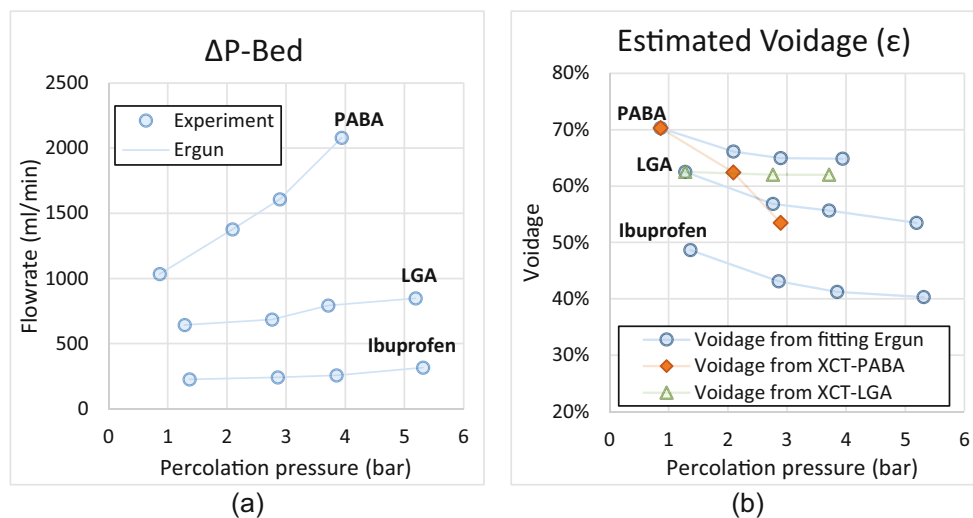 ΔP-Bed
Flowrate (ml/min)
2500
2000
1500
1000
500
0
Experiment
Ergun
PABA
LGA
Ibuprofen
0 1 2 3 4 5 6
Percolation pressure (bar)
(a)
Estimated Voidage (ε)
Voidage
80%
70%
60%
50%
40%
30%
20%
PABA
LGA
Ibuprofen
Voidage from fitting Ergun
Voidage from XCT-PABA
Voidage from XCT-LGA
0 1 2 3 4 5 6
Percolation pressure (bar)
(b)